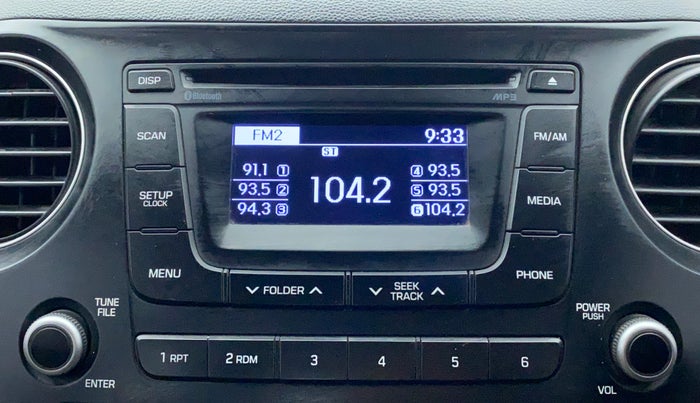 DISP
Bluetooth
MP3
SCAN
FM2
9:33
FM/AM
ST
91.1 1
4 93.5
93.5 2
104.2
5 93.5
94.3 3
6 104.2
SETUP
CLOCK
MEDIA
MENU
FOLDER
SEEK
TRACK
PHONE
TUNE
FILE
POWER
PUSH
1 RPT
2 RDM
3
4
5
6
ENTER
VOL